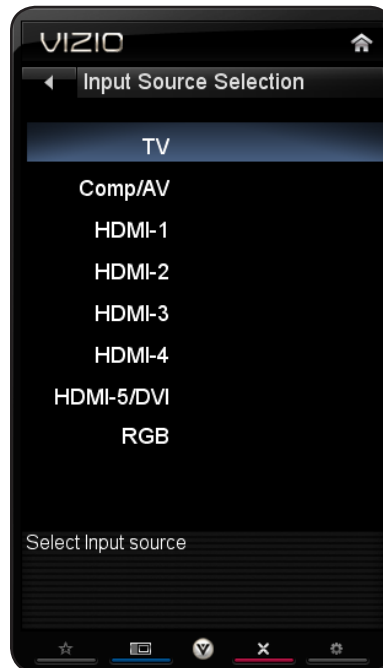 VIZIO
Input Source Selection
TV
Comp/AV
HDMI-1
HDMI-2
HDMI-3
HDMI-4
HDMI-5/DVI
RGB
Select Input source
V